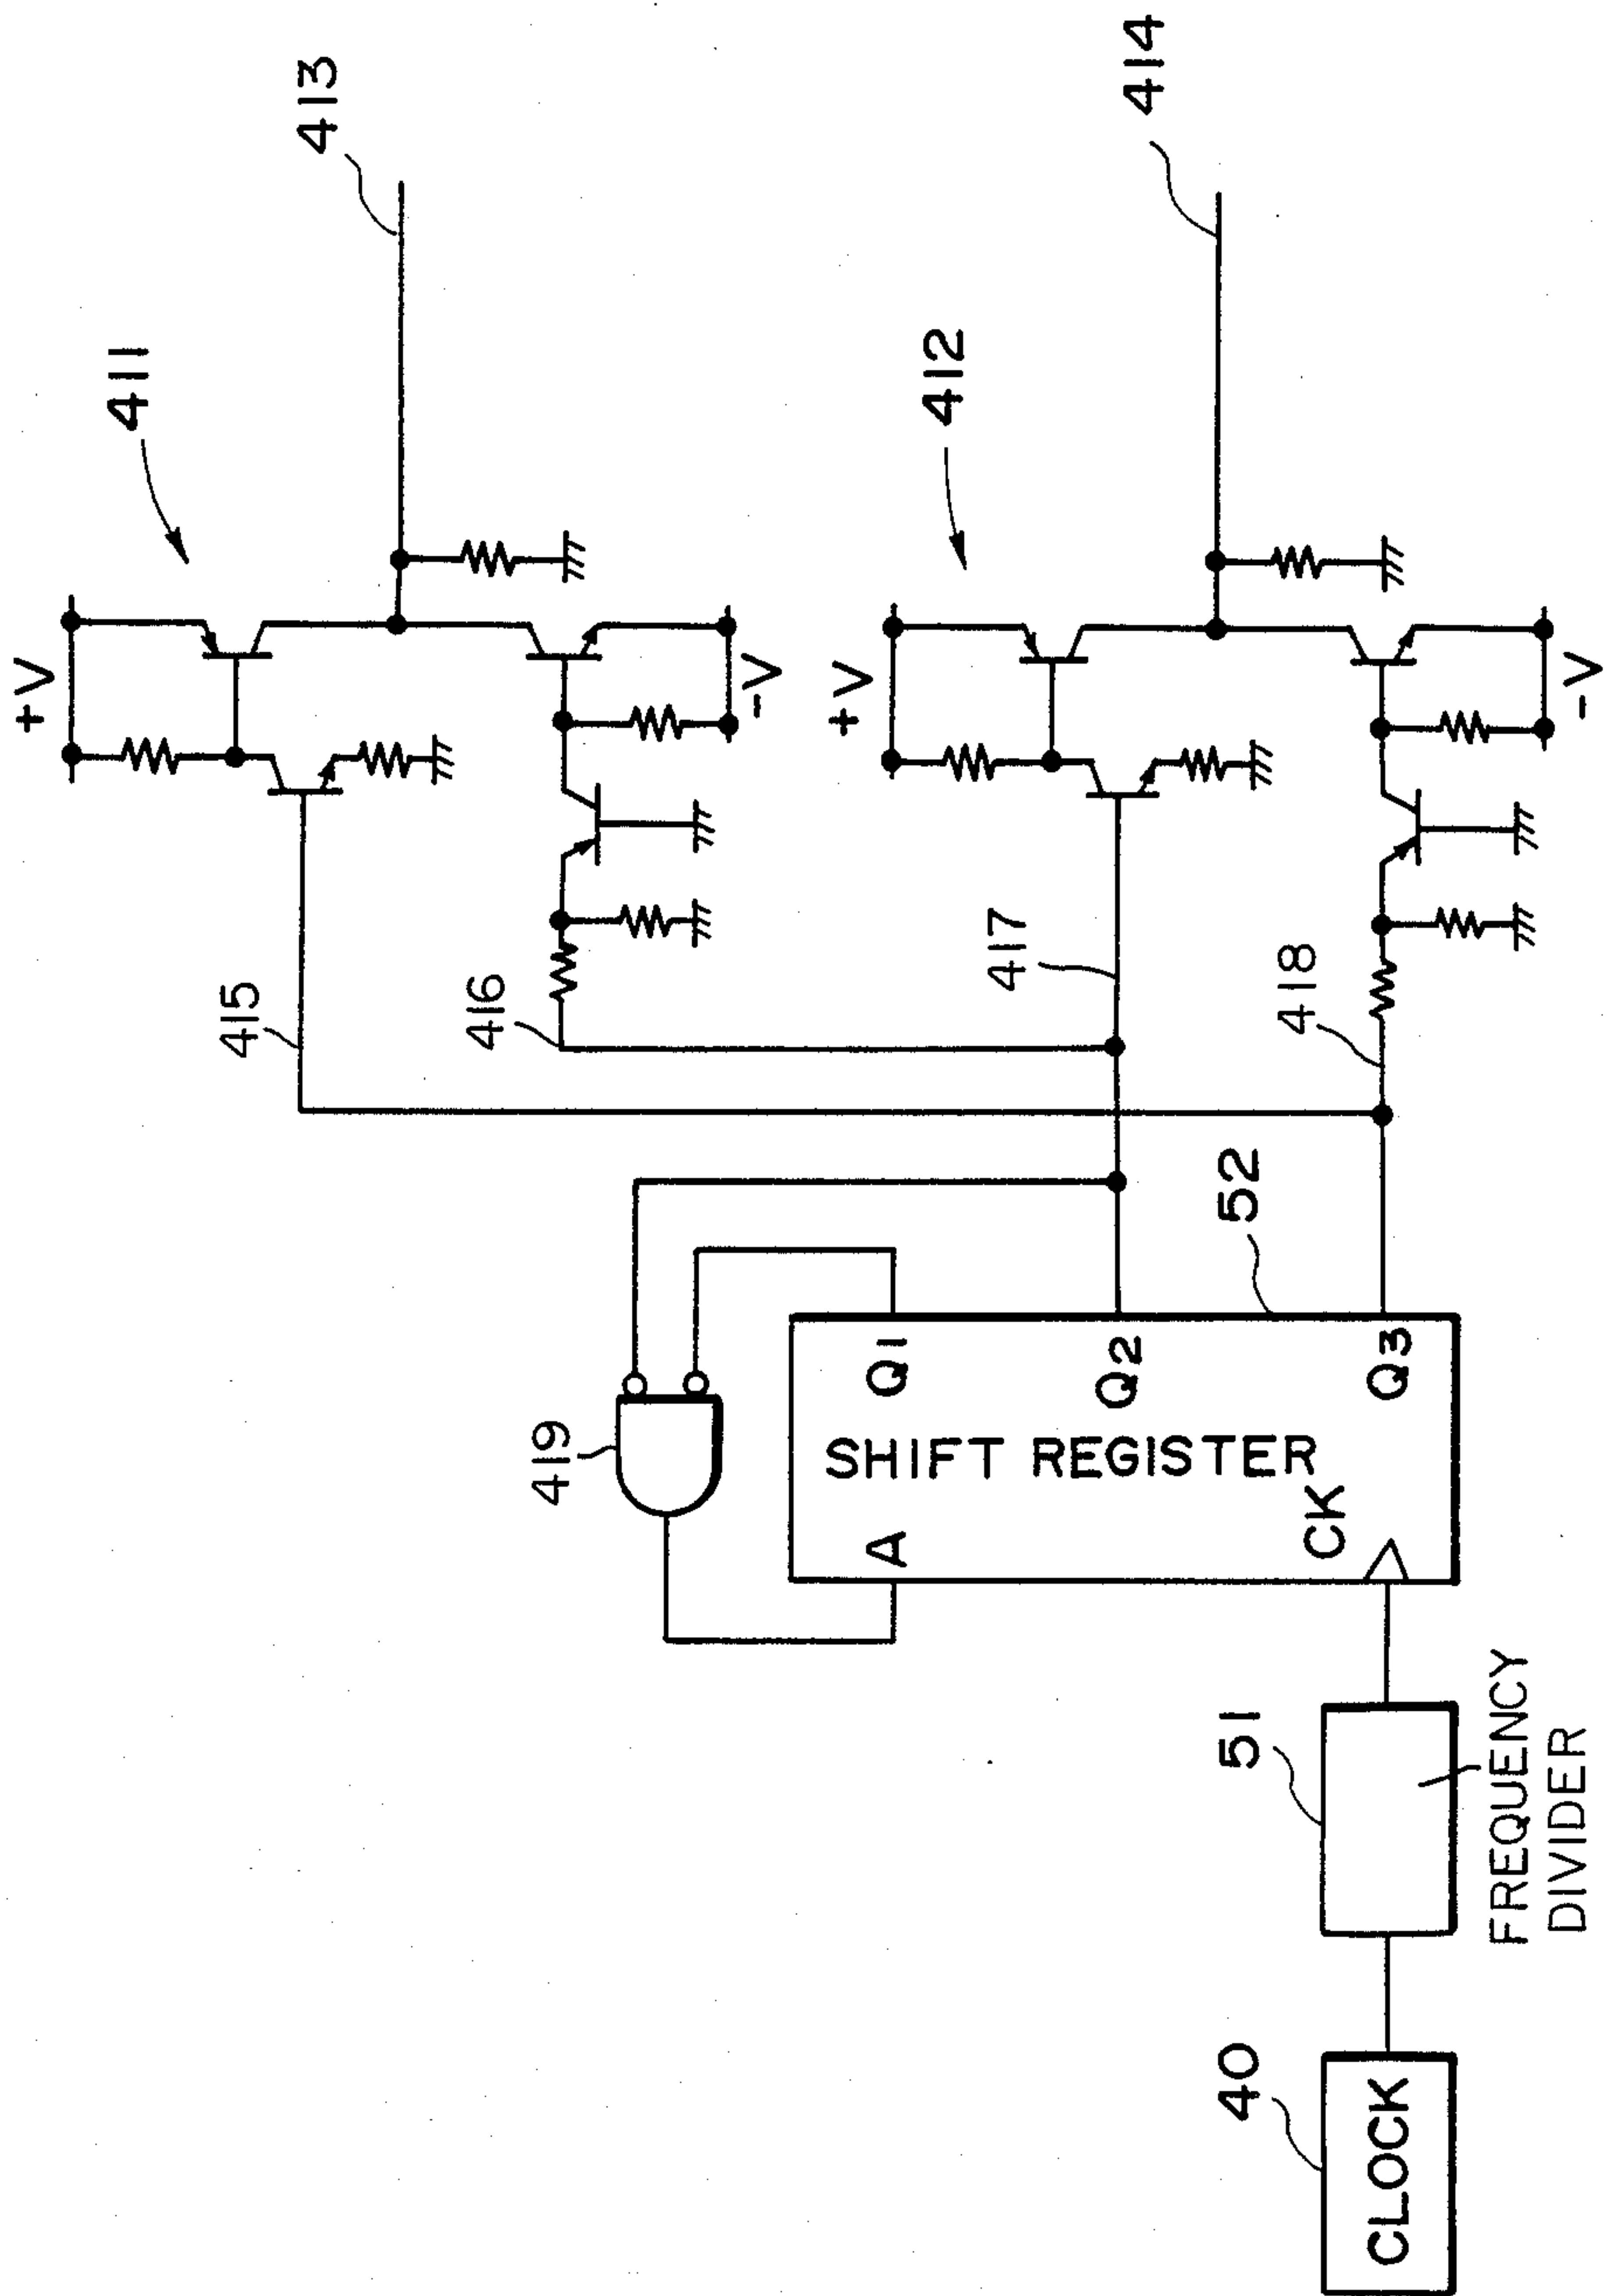 411
413
+V
-V
415
416
412
414
+V
-V
417
418
419
52
Q1
Q2
Q3
SHIFT REGISTER
A
CK
51
FREQUENCY
DIVIDER
40
CLOCK